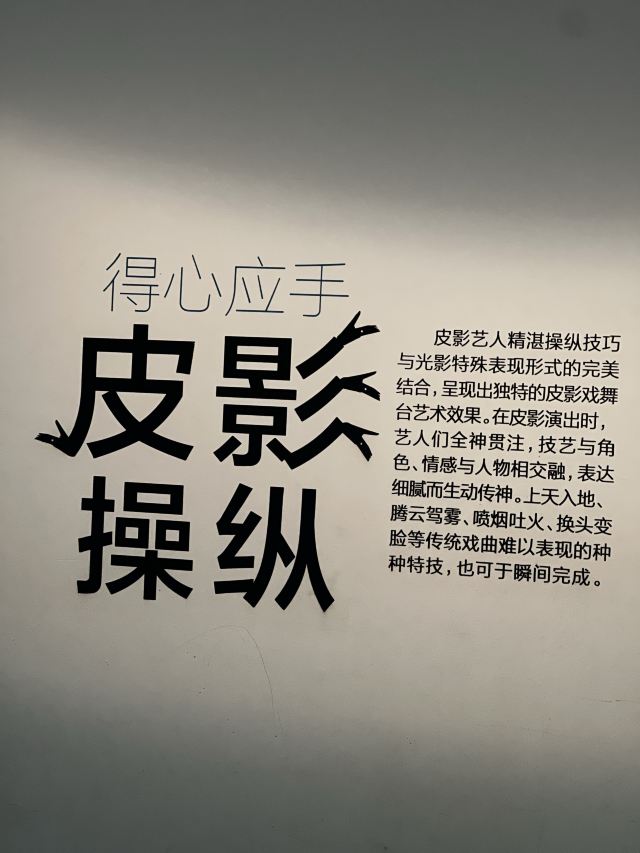 得心应手
皮影
操纵
皮影艺人精湛操纵技巧
与光影特殊表现形式的完美
结合，呈现出独特的皮影戏舞
台艺术效果。在皮影演出时，
艺人们全神贯注，技艺与角
色、情感与人物相交融，表达
细腻而生动传神。上天入地、
腾云驾雾、喷烟吐火、换头变
脸等传统戏曲难以表现的种
种特技，也可于瞬间完成。